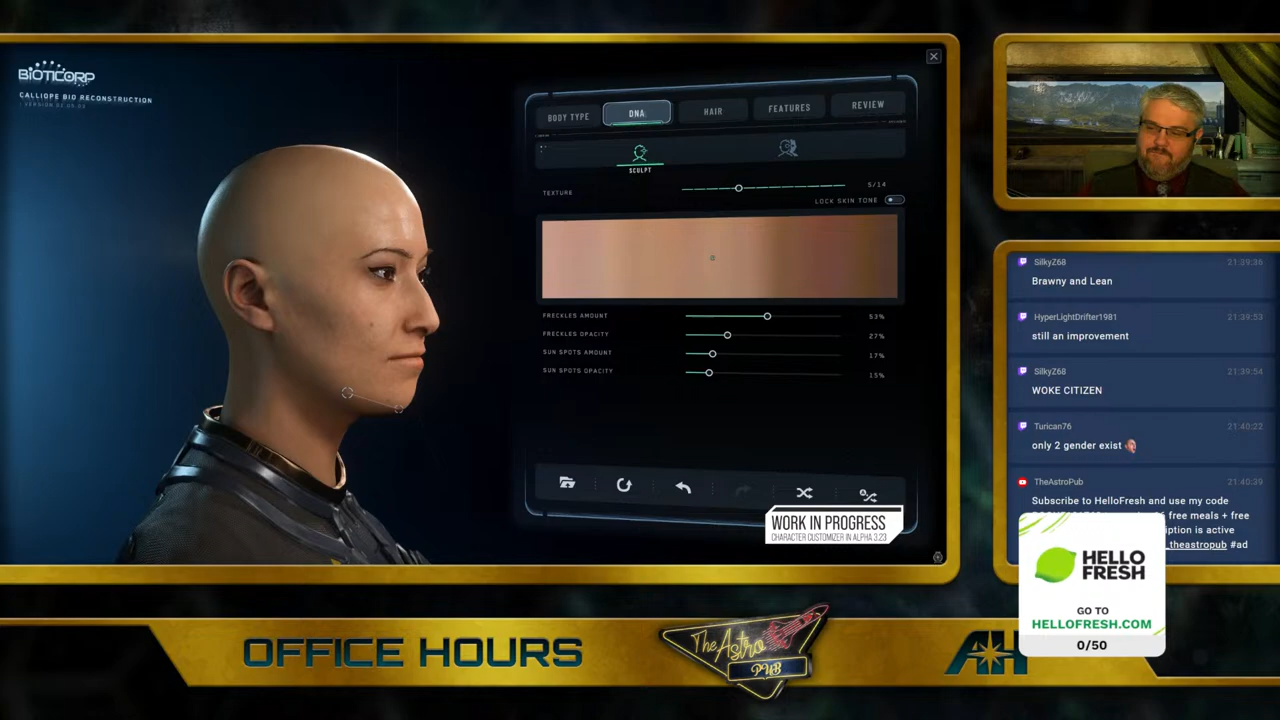 BIOTICORP
CALLIOPE BIO RECONSTRUCTION
BODY TYPE
DNA
HAIR
FEATURES
REVIEW
SCULPT
TEXTURE
5/14
LOCK SKIN TONE
FRECKLES AMOUNT
53%
FRECKLES OPACITY
27%
SUN SPOTS AMOUNT
17%
SUN SPOTS OPACITY
15%
WORK IN PROGRESS
CHARACTER CUSTOMIZER IN ALPHA 3.23
SilkyZ68
21:39:36
Brawny and Lean
HyperLightDrifter1981
21:39:53
still an improvement
SilkyZ68
21:39:54
WOKE CITIZEN
Turican76
21:40:22
only 2 gender exist
TheAstroPub
21:40:39
Subscribe to HelloFresh and use my code
free meals + free
iption is active
_theastropub #ad
HELLO
FRESH
GO TO
HELLOFRESH.COM
0/50
OFFICE HOURS
The Astro
PUB
AH